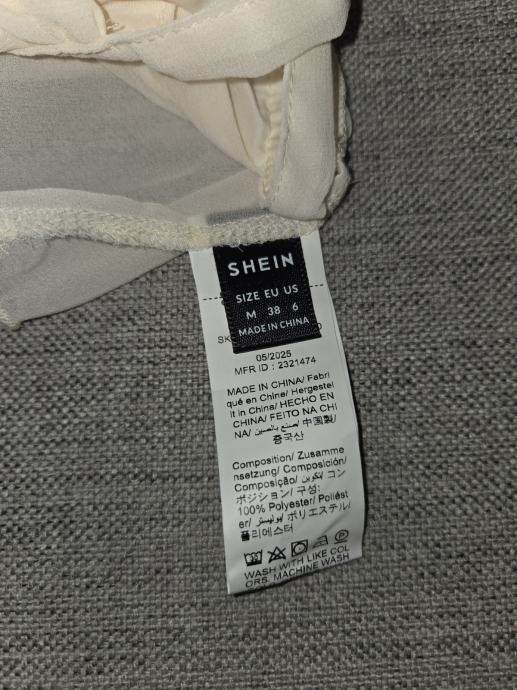 SHEIN
SIZE EU US
M 38 6
MADE IN CHINA
SK
05/2025
MFR ID : 2321474
MADE IN CHINA/ Fabri
qué en Chine/ Hergestel
lt in China/ HECHO EN
CHINA/ FEITO NA CHI
NA/ صنع بالصين/ 中国製/
중국산
Composition/ Zusamme
nsetzung/ Composición/
Composição/ تكوين/ コン
ポジション/ 구성:
100% Polyester/ Poliést
er/ بوليستر/ ポリエステル/
폴리에스터
WASH WITH LIKE COL
ORS. MACHINE WASH